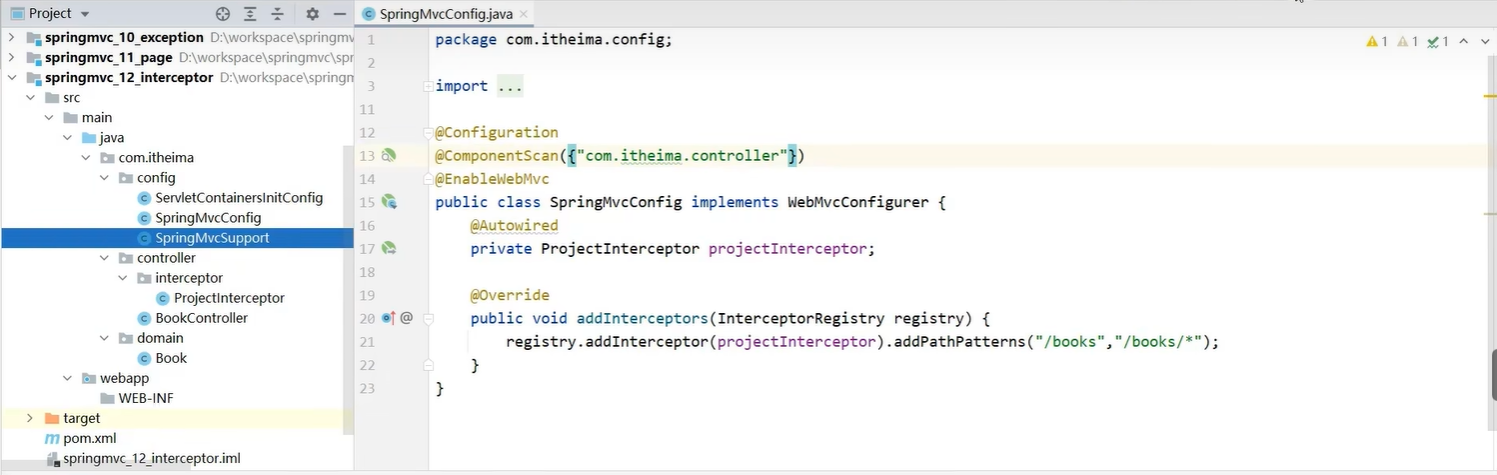 Project
springmvc_10_exception D:\workspace\springmv
springmvc_11_page D:\workspace\springmvc\spr
springmvc_12_interceptor D:\workspace\springm
src
main
java
com.itheima
config
ServletContainersInitConfig
SpringMvcConfig
SpringMvcSupport
controller
interceptor
ProjectInterceptor
BookController
domain
Book
webapp
WEB-INF
target
pom.xml
springmvc_12_interceptor.iml
SpringMvcConfig.java
1 package com.itheima.config;
2
3 import ...
11
12 @Configuration
13 @ComponentScan({"com.itheima.controller"})
14 @EnableWebMvc
15 public class SpringMvcConfig implements WebMvcConfigurer {
16 @Autowired
17 private ProjectInterceptor projectInterceptor;
18
19 @Override
20 @ public void addInterceptors(InterceptorRegistry registry) {
21 registry.addInterceptor(projectInterceptor).addPathPatterns("/books","/books/*");
22 }
23 }
1 1 1